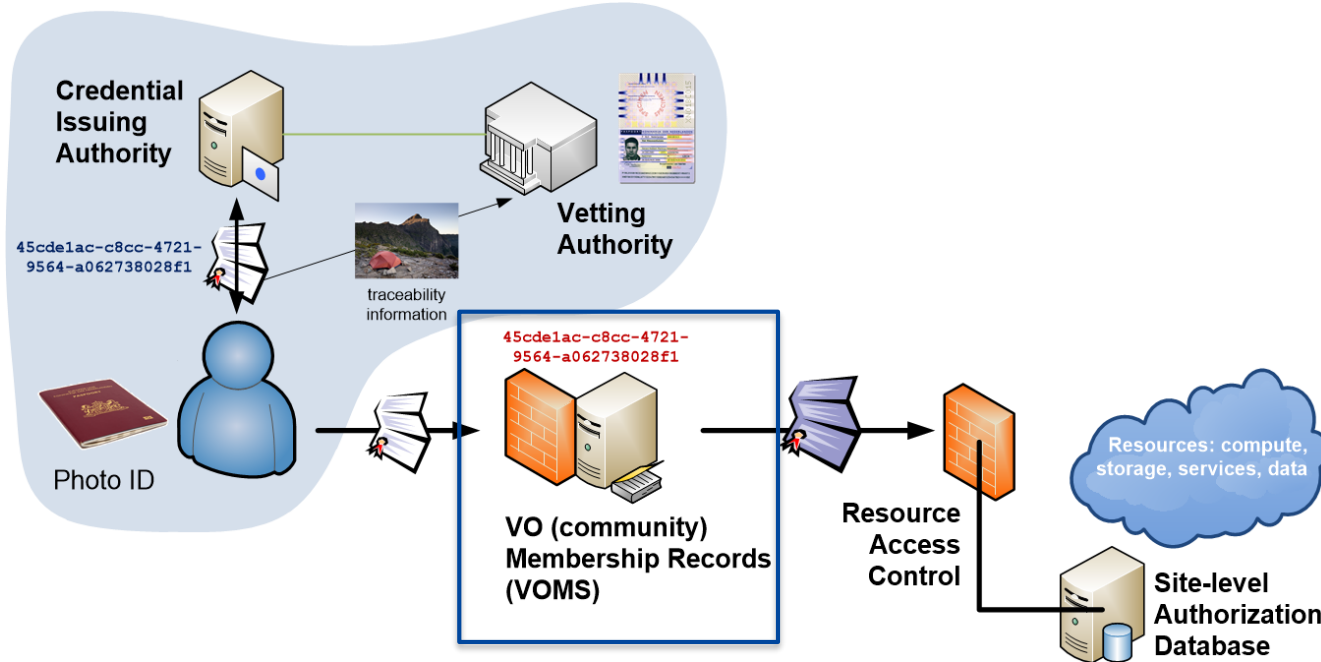 Credential
Issuing
Authority
Vetting
Authority
45cde1ac-c8cc-4721-
9564-a062738028f1
traceability
information
45cde1ac-c8cc-4721-
9564-a062738028f1
Photo ID
VO (community)
Membership Records
(VOMS)
Resource
Access
Control
Resources: compute,
storage, services, data
Site-level
Authorization
Database